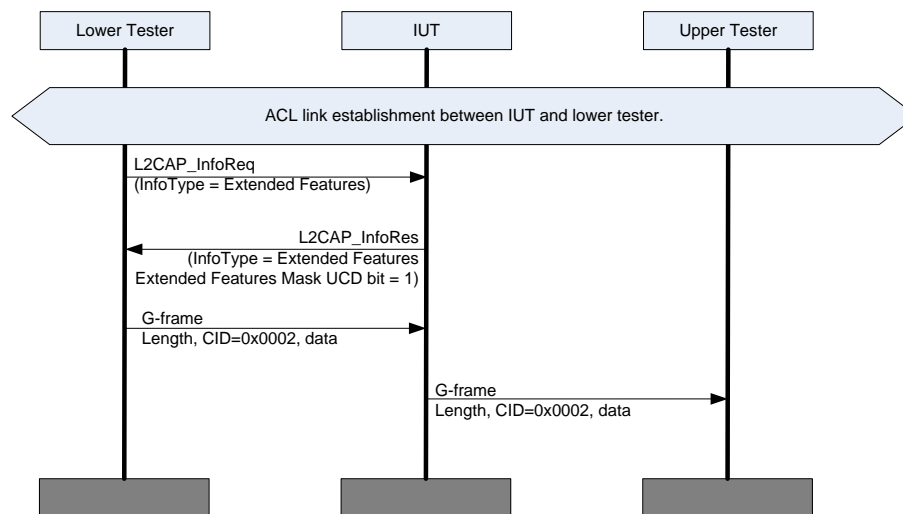 Lower Tester
IUT
Upper Tester
ACL link establishment between IUT and lower tester.
L2CAP_InfoReq
(InfoType = Extended Features)
L2CAP_InfoRes
(InfoType = Extended Features
Extended Features Mask UCD bit = 1)
G-frame
Length, CID=0x0002, data
G-frame
Length, CID=0x0002, data